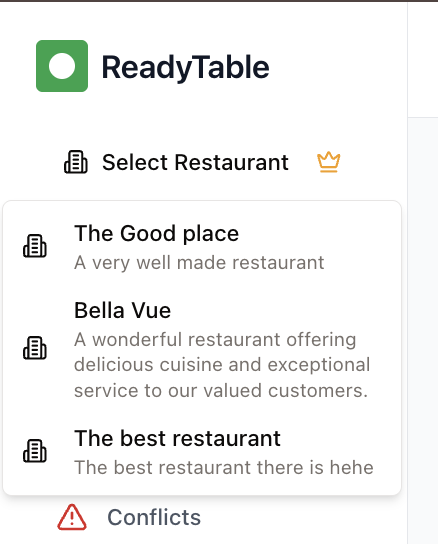 ReadyTable
Select Restaurant
The Good place
A very well made restaurant
Bella Vue
A wonderful restaurant offering
delicious cuisine and exceptional
service to our valued customers.
The best restaurant
The best restaurant there is hehe
Conflicts